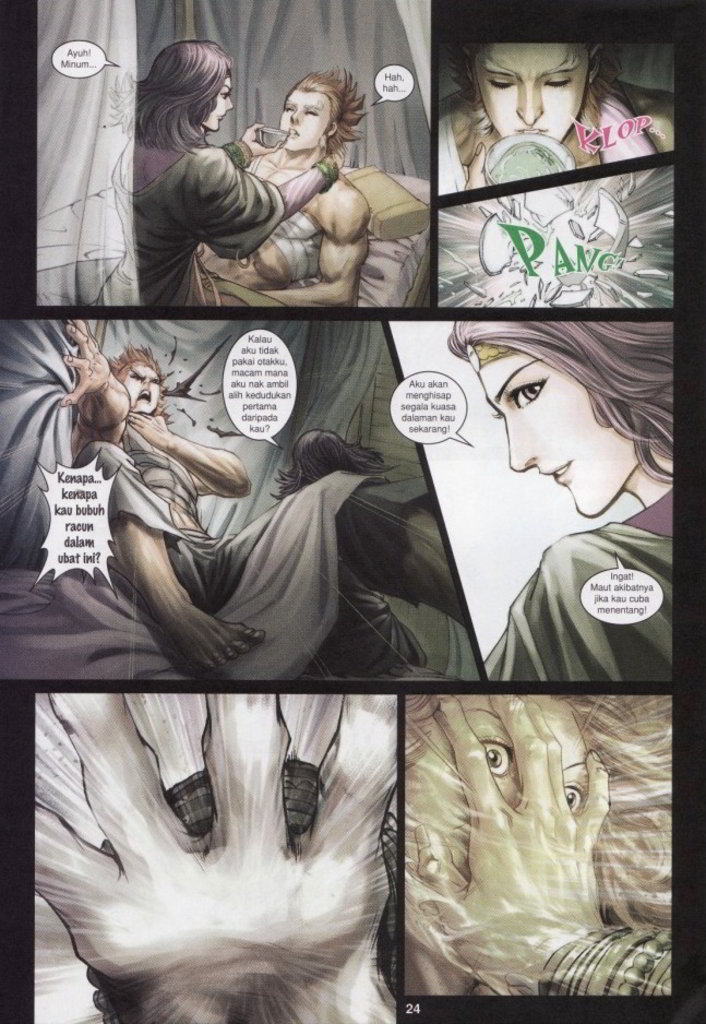 Ayuh!
Minum...
Hah,
hah...
KLOP...
PANG
Kalau
aku tidak
pakai otakku,
macam mana
aku nak ambil
alih kedudukan
pertama
daripada
kau?
Kenapa...
kenapa
kau bubuh
racun
dalam
ubat ini?
Aku akan
menghisap
segala kuasa
dalaman kau
sekarang!
Ingat!
Maut akibatnya
jika kau cuba
menentang!
24